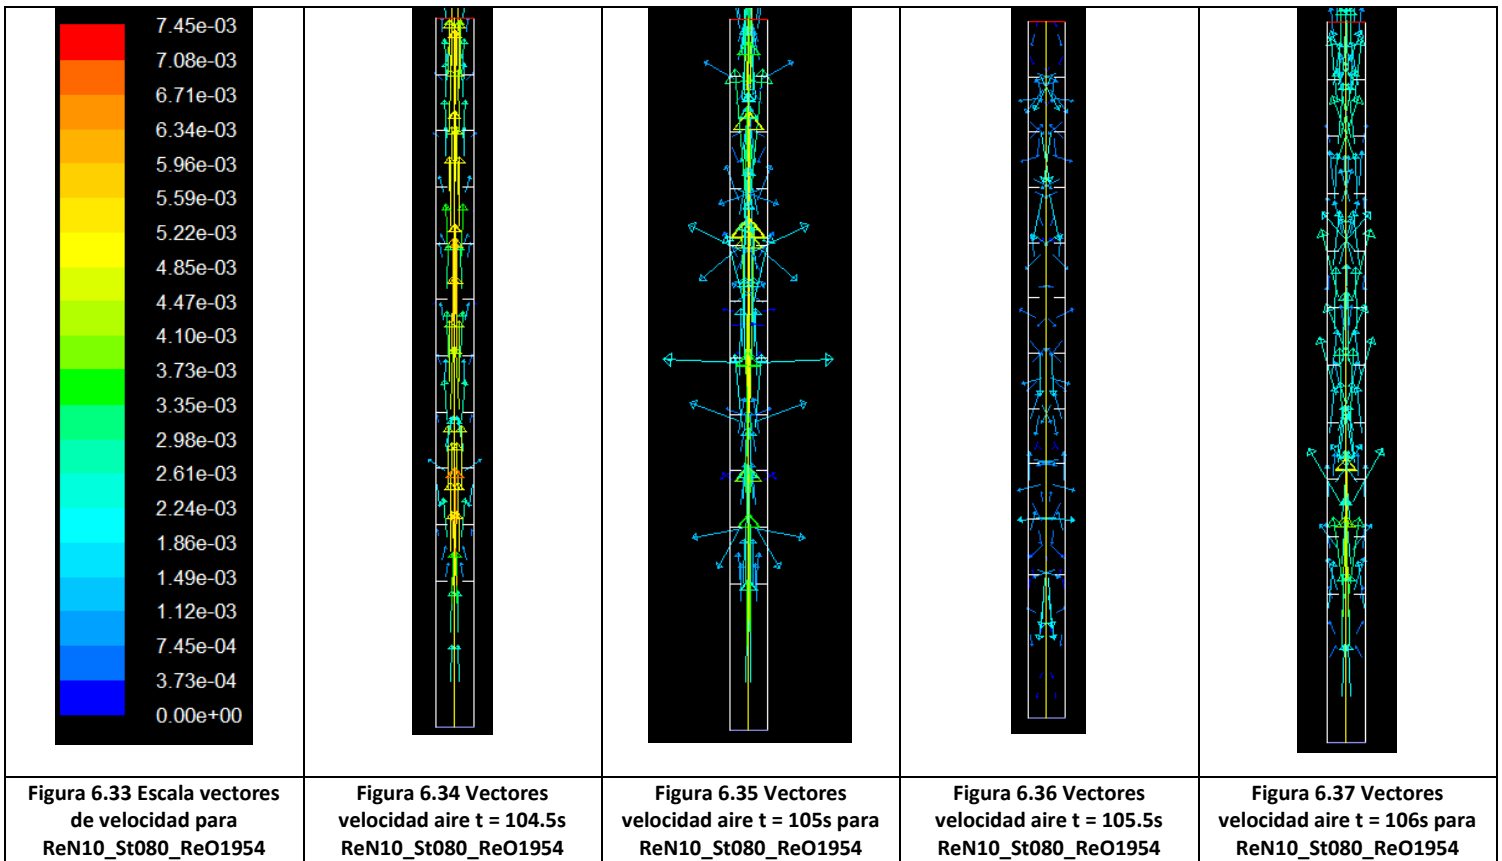 7.45e-03
7.08e-03
6.71e-03
6.34e-03
5.96e-03
5.59e-03
5.22e-03
4.85e-03
4.47e-03
4.10e-03
3.73e-03
3.35e-03
2.98e-03
2.61e-03
2.24e-03
1.86e-03
1.49e-03
1.12e-03
7.45e-04
3.73e-04
0.00e+00
Figura 6.33 Escala vectores
de velocidad para
ReN10_St080_ReO1954
Figura 6.34 Vectores
velocidad aire t = 104.5s
ReN10_St080_ReO1954
Figura 6.35 Vectores
velocidad aire t = 105s para
ReN10_St080_ReO1954
Figura 6.36 Vectores
velocidad aire t = 105.5s
ReN10_St080_ReO1954
Figura 6.37 Vectores
velocidad aire t = 106s para
ReN10_St080_ReO1954